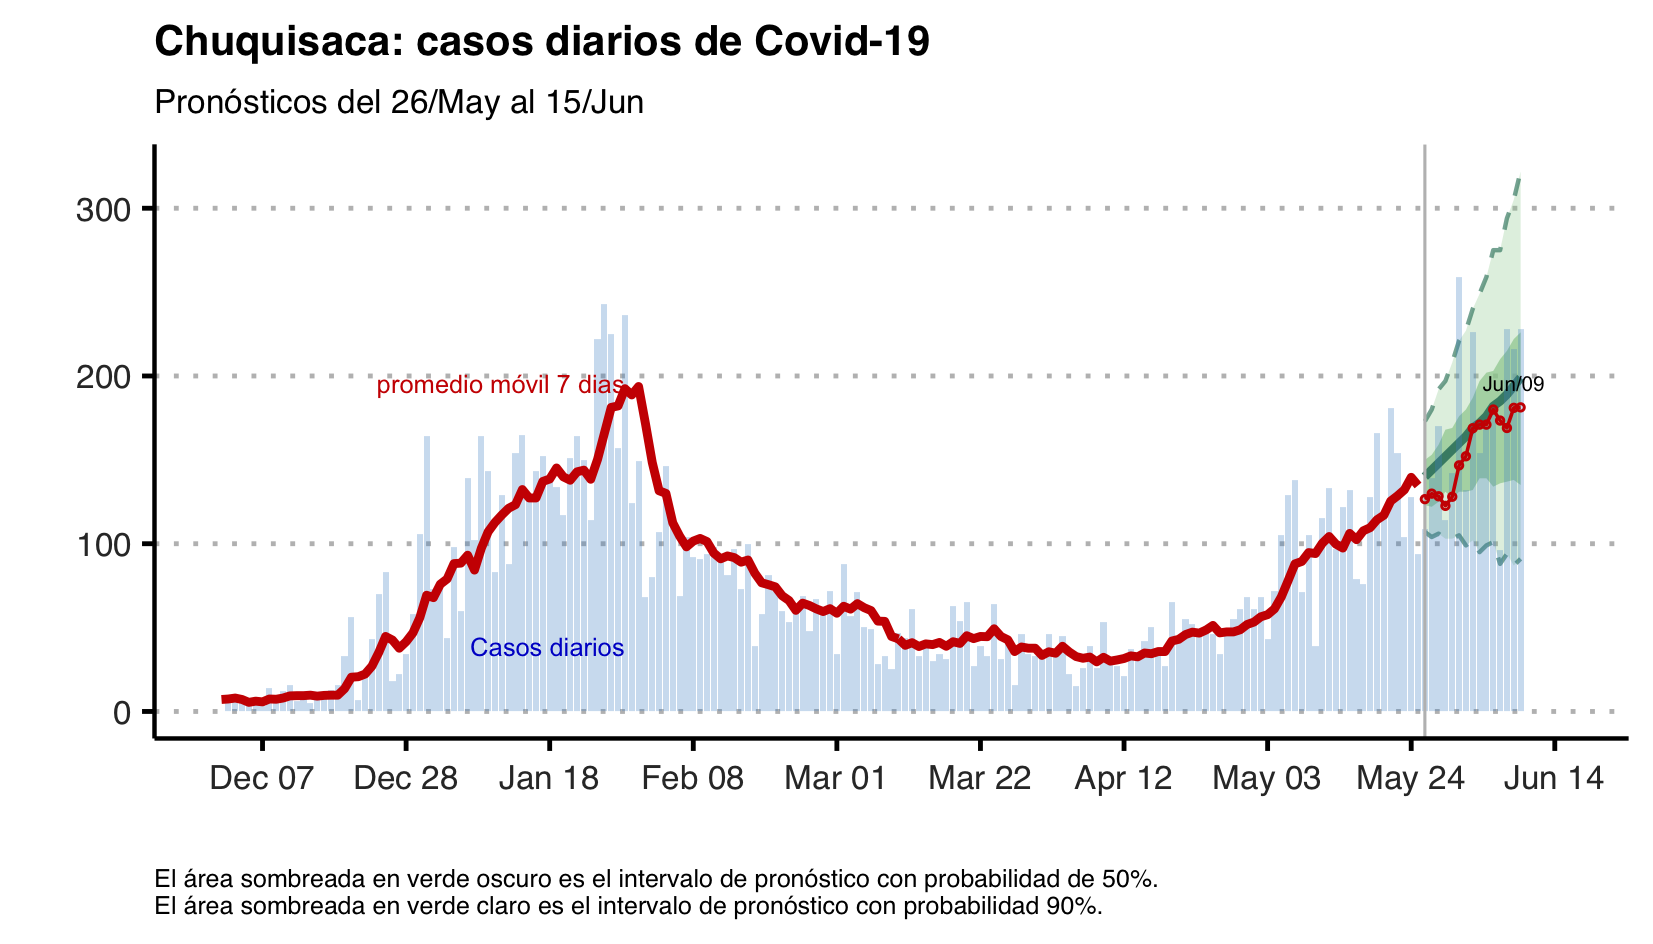 Chuquisaca: casos diarios de Covid-19
Pronósticos del 26/May al 15/Jun
300
200
100
0
promedio móvil 7 dias
Casos diarios
Jun/09
Dec 07 Dec 28 Jan 18 Feb 08 Mar 01 Mar 22 Apr 12 May 03 May 24 Jun 14
El área sombreada en verde oscuro es el intervalo de pronóstico con probabilidad de 50%.
El área sombreada en verde claro es el intervalo de pronóstico con probabilidad 90%.